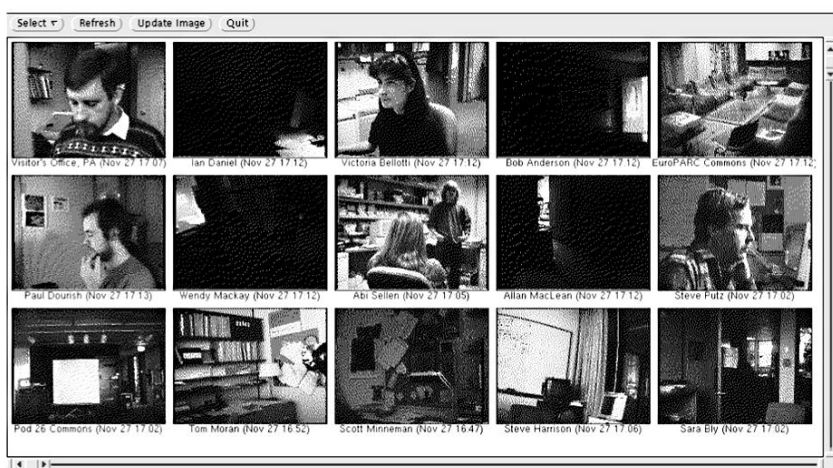 Select Refresh Update Image Quit
Visitor's Office, PA (Nov 27 17:07) Ian Daniel (Nov 27 17:12) Victoria Bellotti (Nov 27 17:12) Bob Anderson (Nov 27 17:12) EuroPARC Commons (Nov 27 17:12)
Paul Dourish (Nov 27 17:13) Wendy Mackay (Nov 27 17:12) Abi Sellen (Nov 27 17:05) Allan MacLean (Nov 27 17:12) Steve Putz (Nov 27 17:02)
Pod 26 Commons (Nov 27 17:02) Tom Moran (Nov 27 16:52) Scott Minneman (Nov 27 16:47) Steve Harrison (Nov 27 17:06) Sara Bly (Nov 27 17:02)